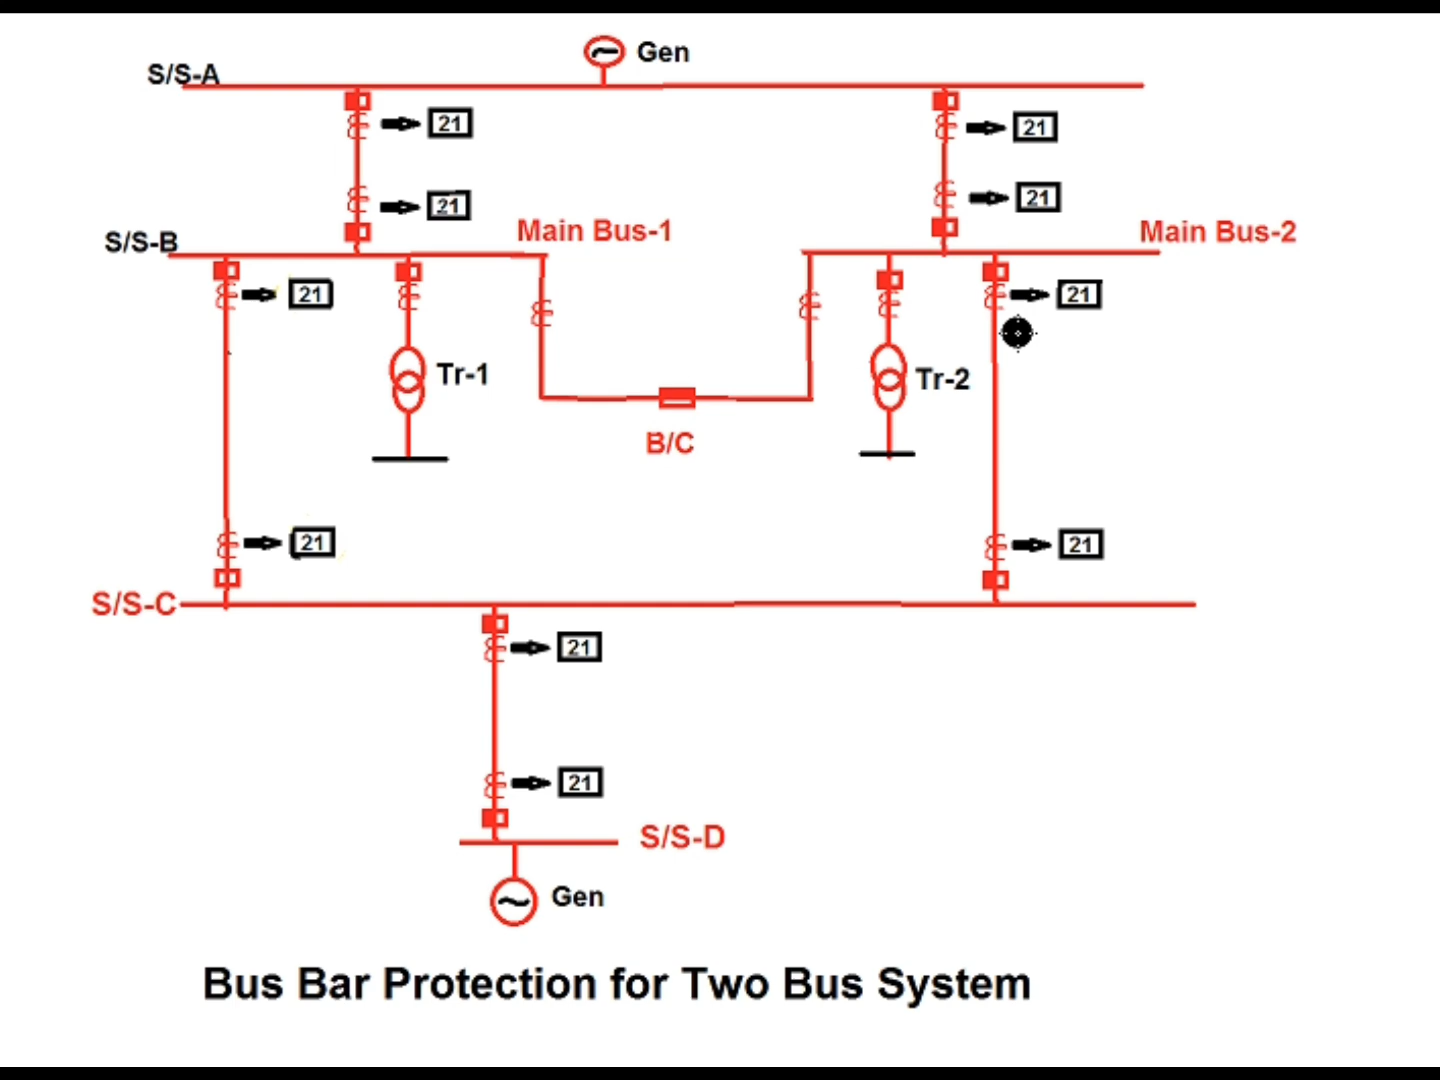 Gen
S/S-A
21
21
21
21
S/S-B
Main Bus-1
Main Bus-2
21
21
Tr-1
Tr-2
B/C
21
21
S/S-C
21
21
S/S-D
Gen
Bus Bar Protection for Two Bus System